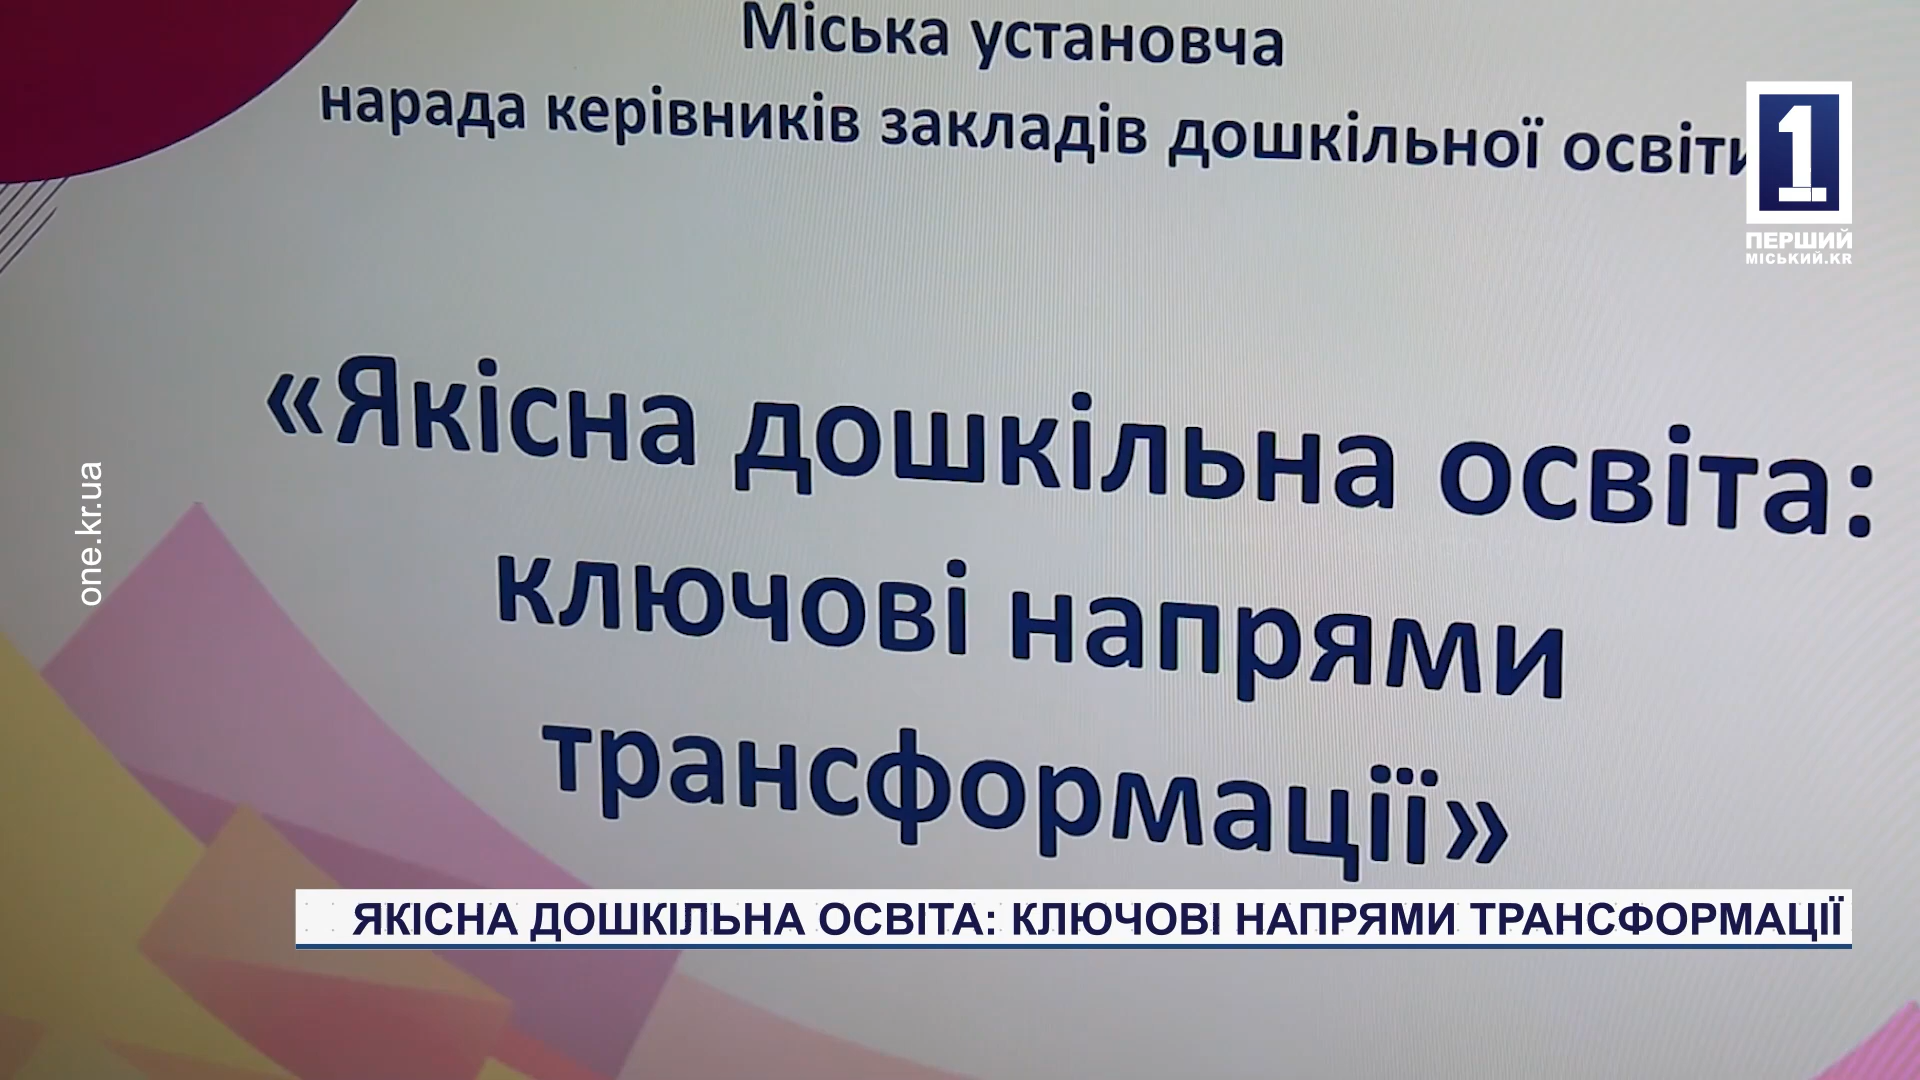 Міська установча
нарада керівників закладів дошкільної освіти
1
ПЕРШИЙ
МІСЬКИЙ.KR
«Якісна дошкільна освіта:
ключові напрями
трансформації»
one.kr.ua
ЯКІСНА ДОШКІЛЬНА ОСВІТА: КЛЮЧОВІ НАПРЯМИ ТРАНСФОРМАЦІЇ